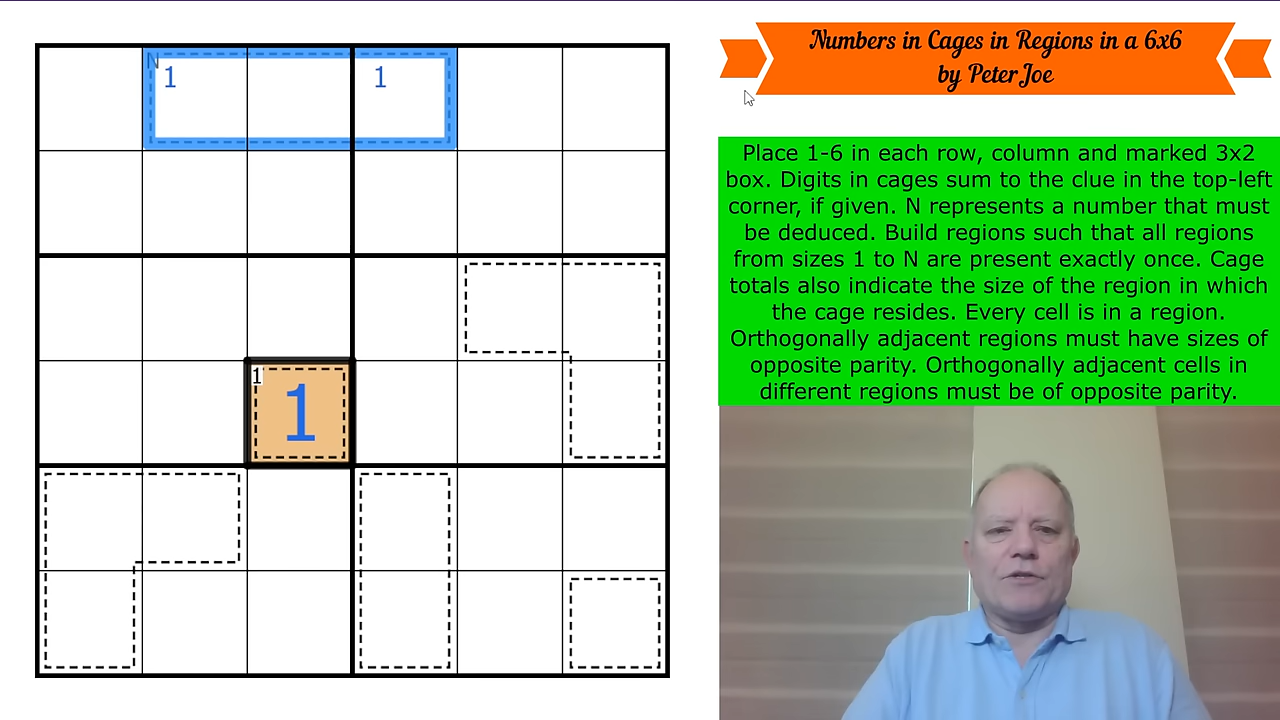 Numbers in Cages in Regions in a 6x6
by PeterJoe
N
1
1
Place 1-6 in each row, column and marked 3x2
box. Digits in cages sum to the clue in the top-left
corner, if given. N represents a number that must
be deduced. Build regions such that all regions
from sizes 1 to N are present exactly once. Cage
totals also indicate the size of the region in which
the cage resides. Every cell is in a region.
Orthogonally adjacent regions must have sizes of
opposite parity. Orthogonally adjacent cells in
different regions must be of opposite parity.
1
1